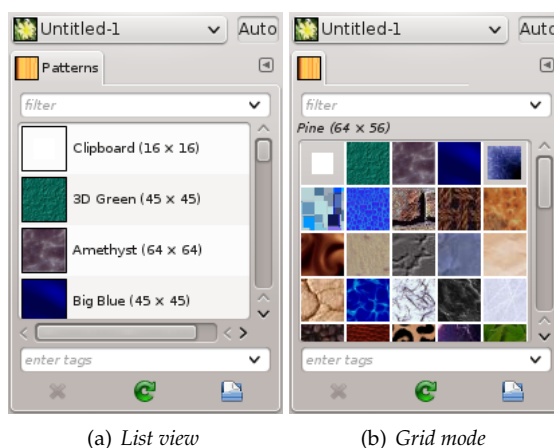 Untitled-1
Auto
Patterns
filter
Clipboard (16 × 16)
3D Green (45 × 45)
Amethyst (64 × 64)
Big Blue (45 × 45)
enter tags
(a) List view
Untitled-1
Auto
filter
Pine (64 × 56)
enter tags
(b) Grid mode